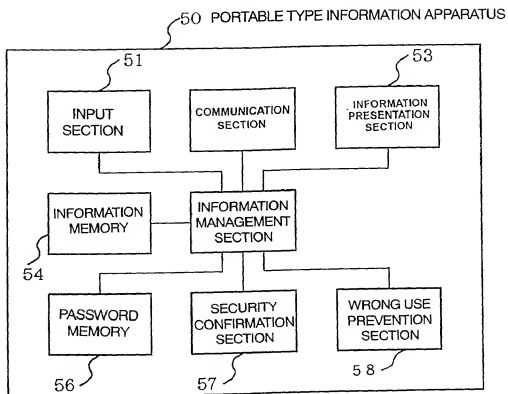 50 PORTABLE TYPE INFORMATION APPARATUS
51
53
INPUT
SECTION
COMMUNICATION
SECTION
INFORMATION
PRESENTATION
SECTION
INFORMATION
MEMORY
INFORMATION
MANAGEMENT
SECTION
54
PASSWORD
MEMORY
SECURITY
CONFIRMATION
SECTION
WRONG USE
PREVENTION
SECTION
56
57
58